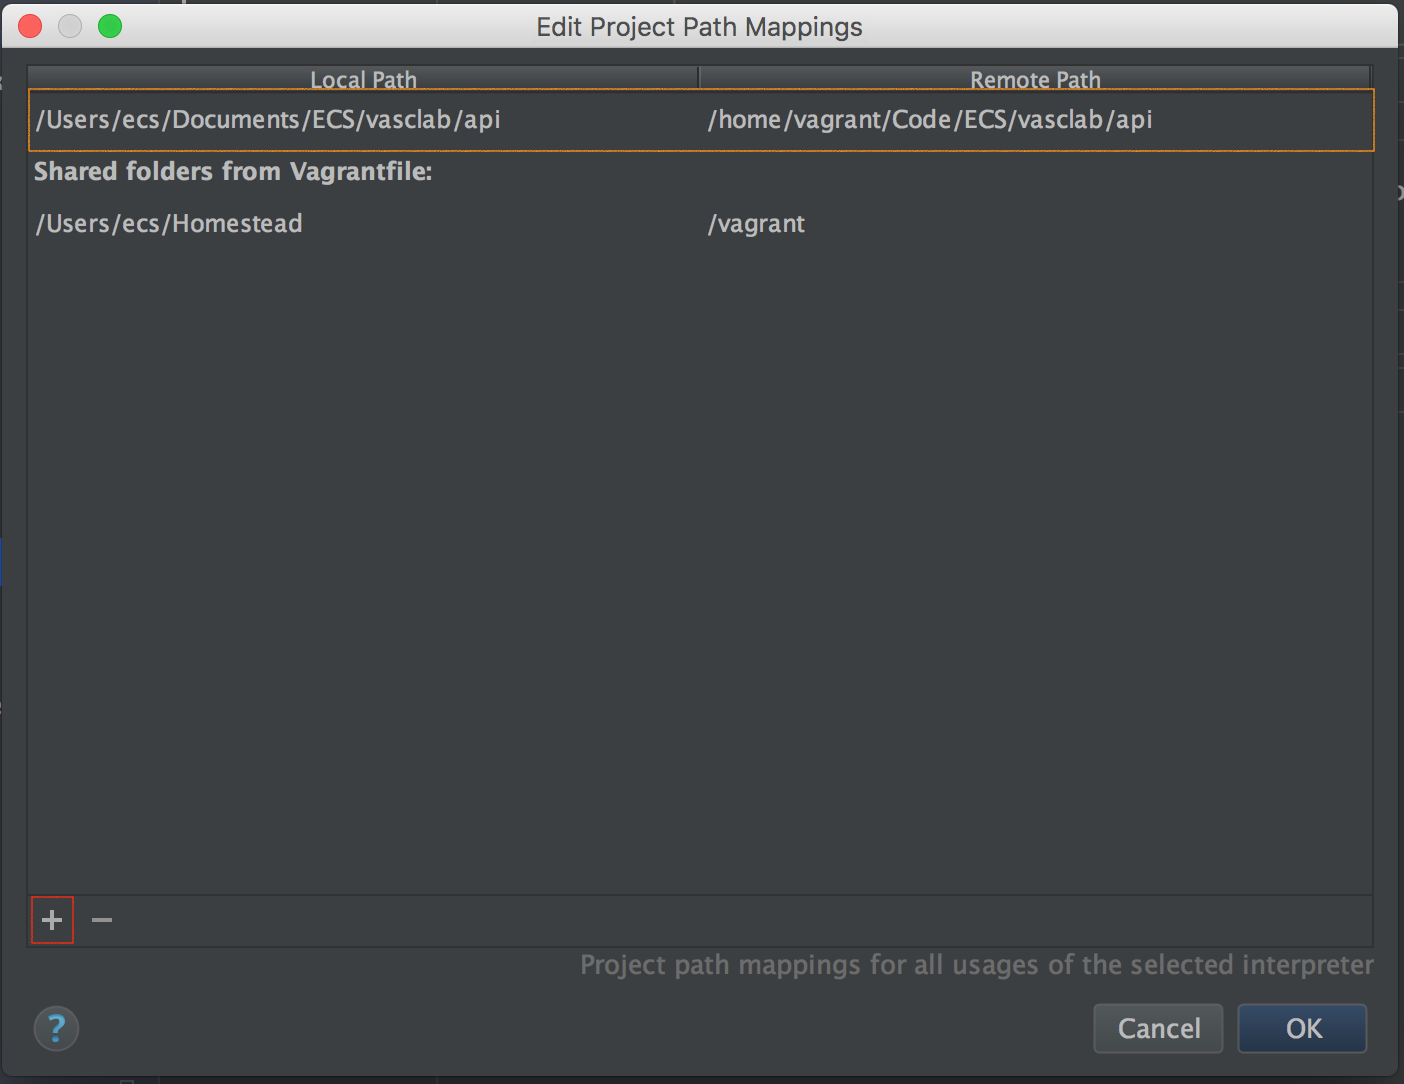 Edit Project Path Mappings
Local Path Remote Path
/Users/ecs/Documents/ECS/vasclab/api /home/vagrant/Code/ECS/vasclab/api
Shared folders from Vagrantfile:
/Users/ecs/Homestead /vagrant
Project path mappings for all usages of the selected interpreter
? Cancel OK